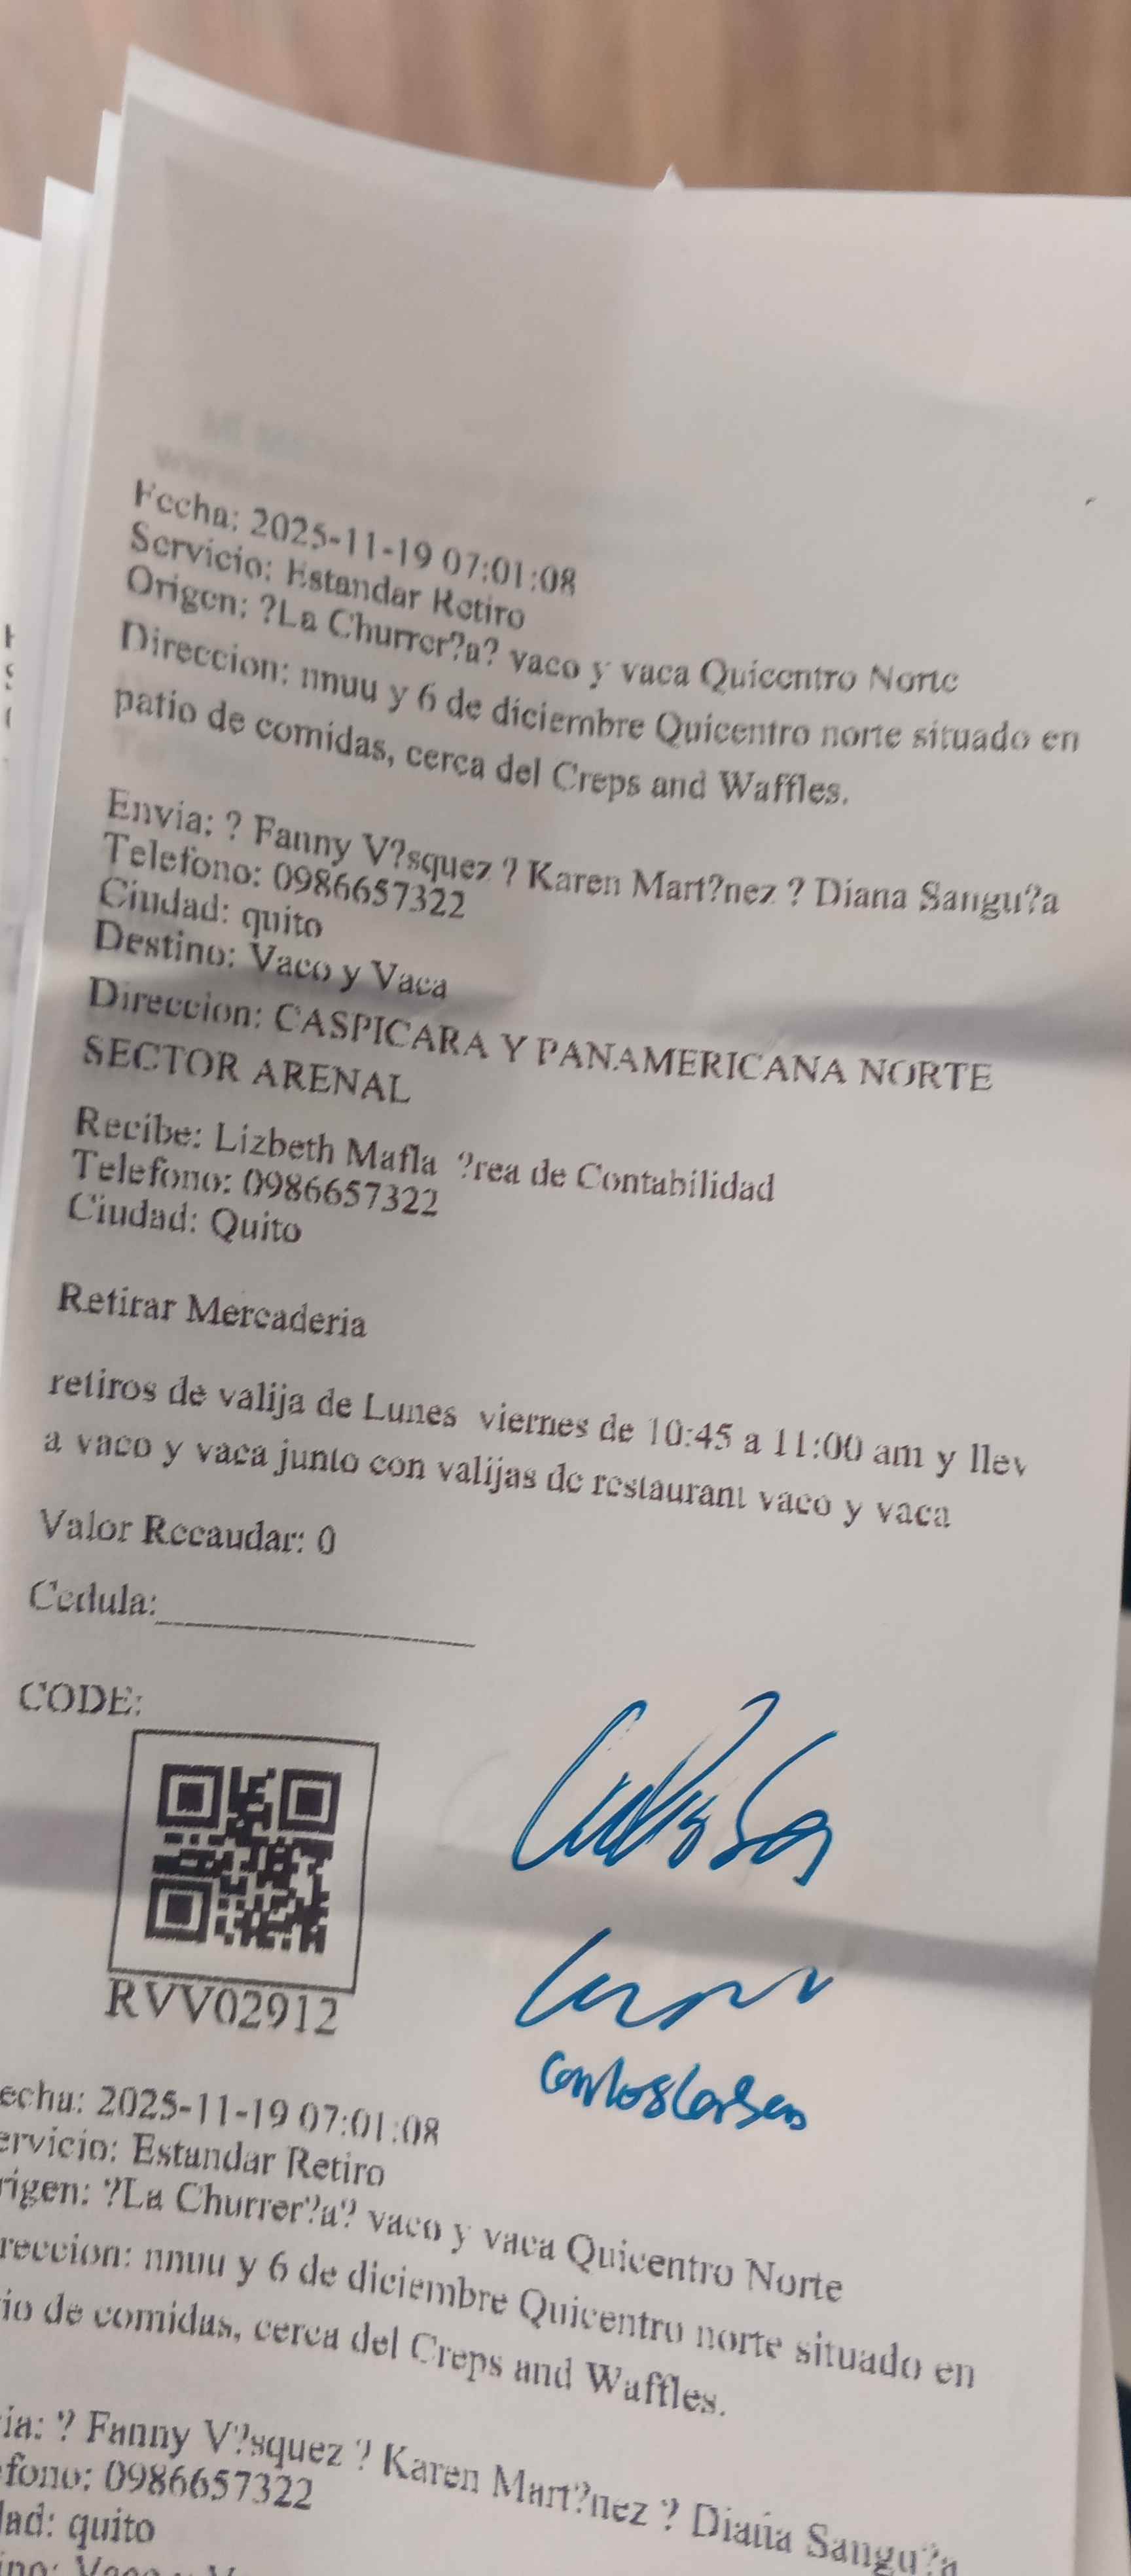 Fecha: 2025-11-19 07:01:08
Servicio: Estandar Retiro
Origen: ?La Churrer?a? vaco y vaca Quicentro Norte
Direccion: nnuu y 6 de diciembre Quicentro norte situado en
patio de comidas, cerca del Creps and Waffles.
Envia: ? Fanny V?squez ? Karen Mart?nez ? Diana Sangu?a
Telefono: 0986657322
Ciudad: quito
Destino: Vaco y Vaca
Direccion: CASPICARA Y PANAMERICANA NORTE
SECTOR ARENAL
Recibe: Lizbeth Mafla ?rea de Contabilidad
Telefono: 0986657322
Ciudad: Quito
Retirar Mercaderia
retiros de valija de Lunes viernes de 10:45 a 11:00 am y llev
a vaco y vaca junto con valijas de restaurant vaco y vaca
Valor Recaudar: 0
Cedula:
CODE:
RVV02912
echa: 2025-11-19 07:01:08
ervicio: Estandar Retiro
rigen: ?La Churrer?a? vaco y vaca Quicentro Norte
reccion: nnuu y 6 de diciembre Quicentro norte situado en
io de comidas, cerca del Creps and Waffles.
ia: ? Fanny V?squez ? Karen Mart?nez ? Diana Sangu?a
fono: 0986657322
dad: quito